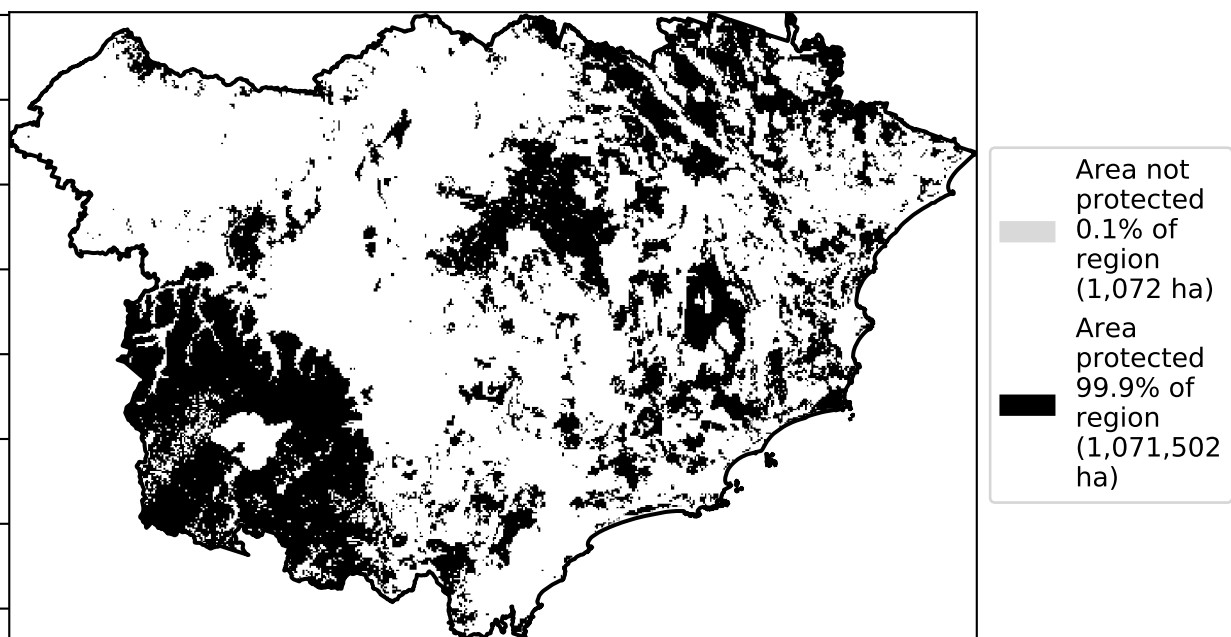 Area not
protected
0.1% of
region
(1,072 ha)
Area
protected
99.9% of
region
(1,071,502
ha)